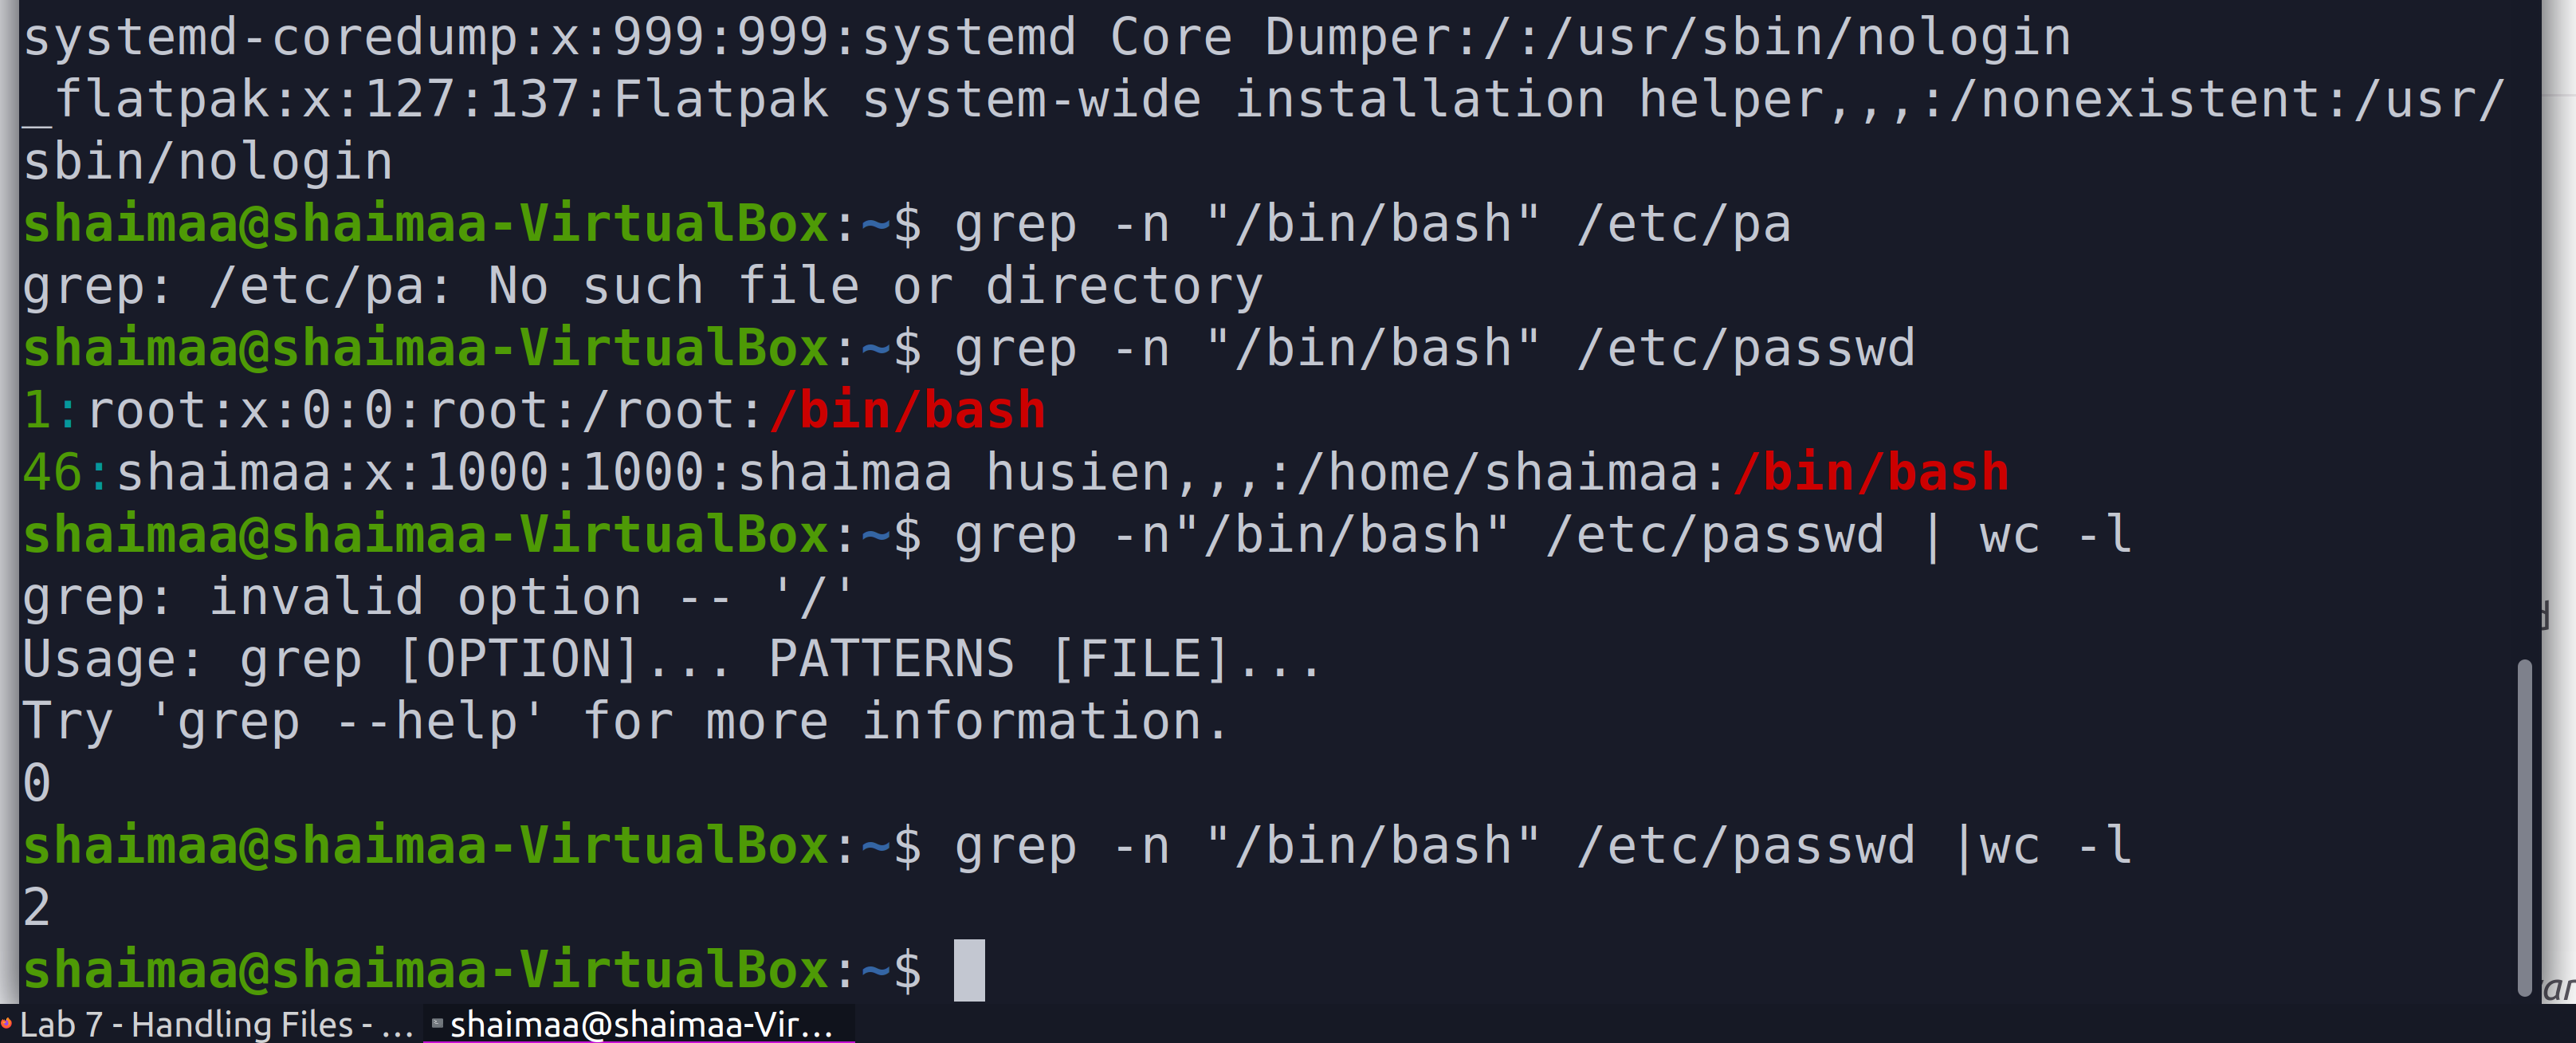 systemd-coredump:x:999:999:systemd Core Dumper:/:/usr/sbin/nologin
_flatpak:x:127:137:Flatpak system-wide installation helper,,,:/nonexistent:/usr/
sbin/nologin
shaimaa@shaimaa-VirtualBox:~$ grep -n "/bin/bash" /etc/pa
grep: /etc/pa: No such file or directory
shaimaa@shaimaa-VirtualBox:~$ grep -n "/bin/bash" /etc/passwd
1:root:x:0:0:root:/root:/bin/bash
46:shaimaa:x:1000:1000:shaimaa husien,,,:/home/shaimaa:/bin/bash
shaimaa@shaimaa-VirtualBox:~$ grep -n"/bin/bash" /etc/passwd | wc -l
grep: invalid option -- '/'
Usage: grep [OPTION]... PATTERNS [FILE]...
Try 'grep --help' for more information.
0
shaimaa@shaimaa-VirtualBox:~$ grep -n "/bin/bash" /etc/passwd |wc -l
2
shaimaa@shaimaa-VirtualBox:~$
Lab 7 - Handling Files - ... shaimaa@shaimaa-Vir...